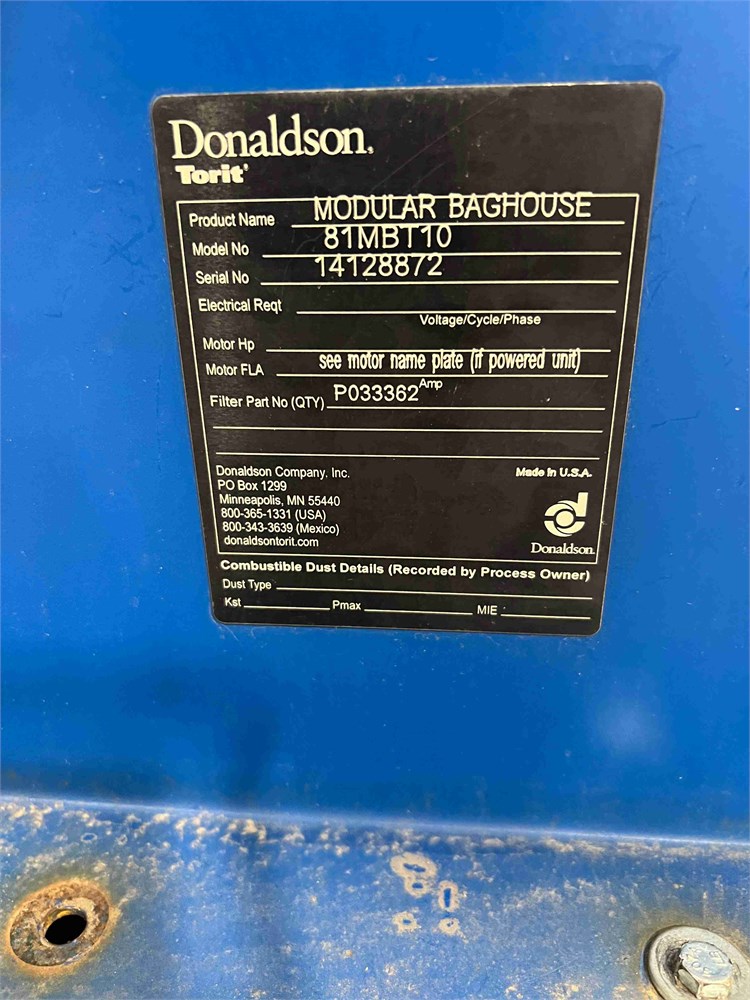 Donaldson.
Torit
Product Name MODULAR BAGHOUSE
Model No 81MBT10
Serial No 14128872
Electrical Reqt
Voltage/Cycle/Phase
Motor Hp
Motor FLA see motor name plate (if powered unit)
Amp
Filter Part No (QTY) P033362
Donaldson Company, Inc. Made in U.S.A.
PO Box 1299
Minneapolis, MN 55440
800-365-1331 (USA)
800-343-3639 (Mexico)
donaldsontorit.com
Donaldson.
Combustible Dust Details (Recorded by Process Owner)
Dust Type
Kst Pmax MIE